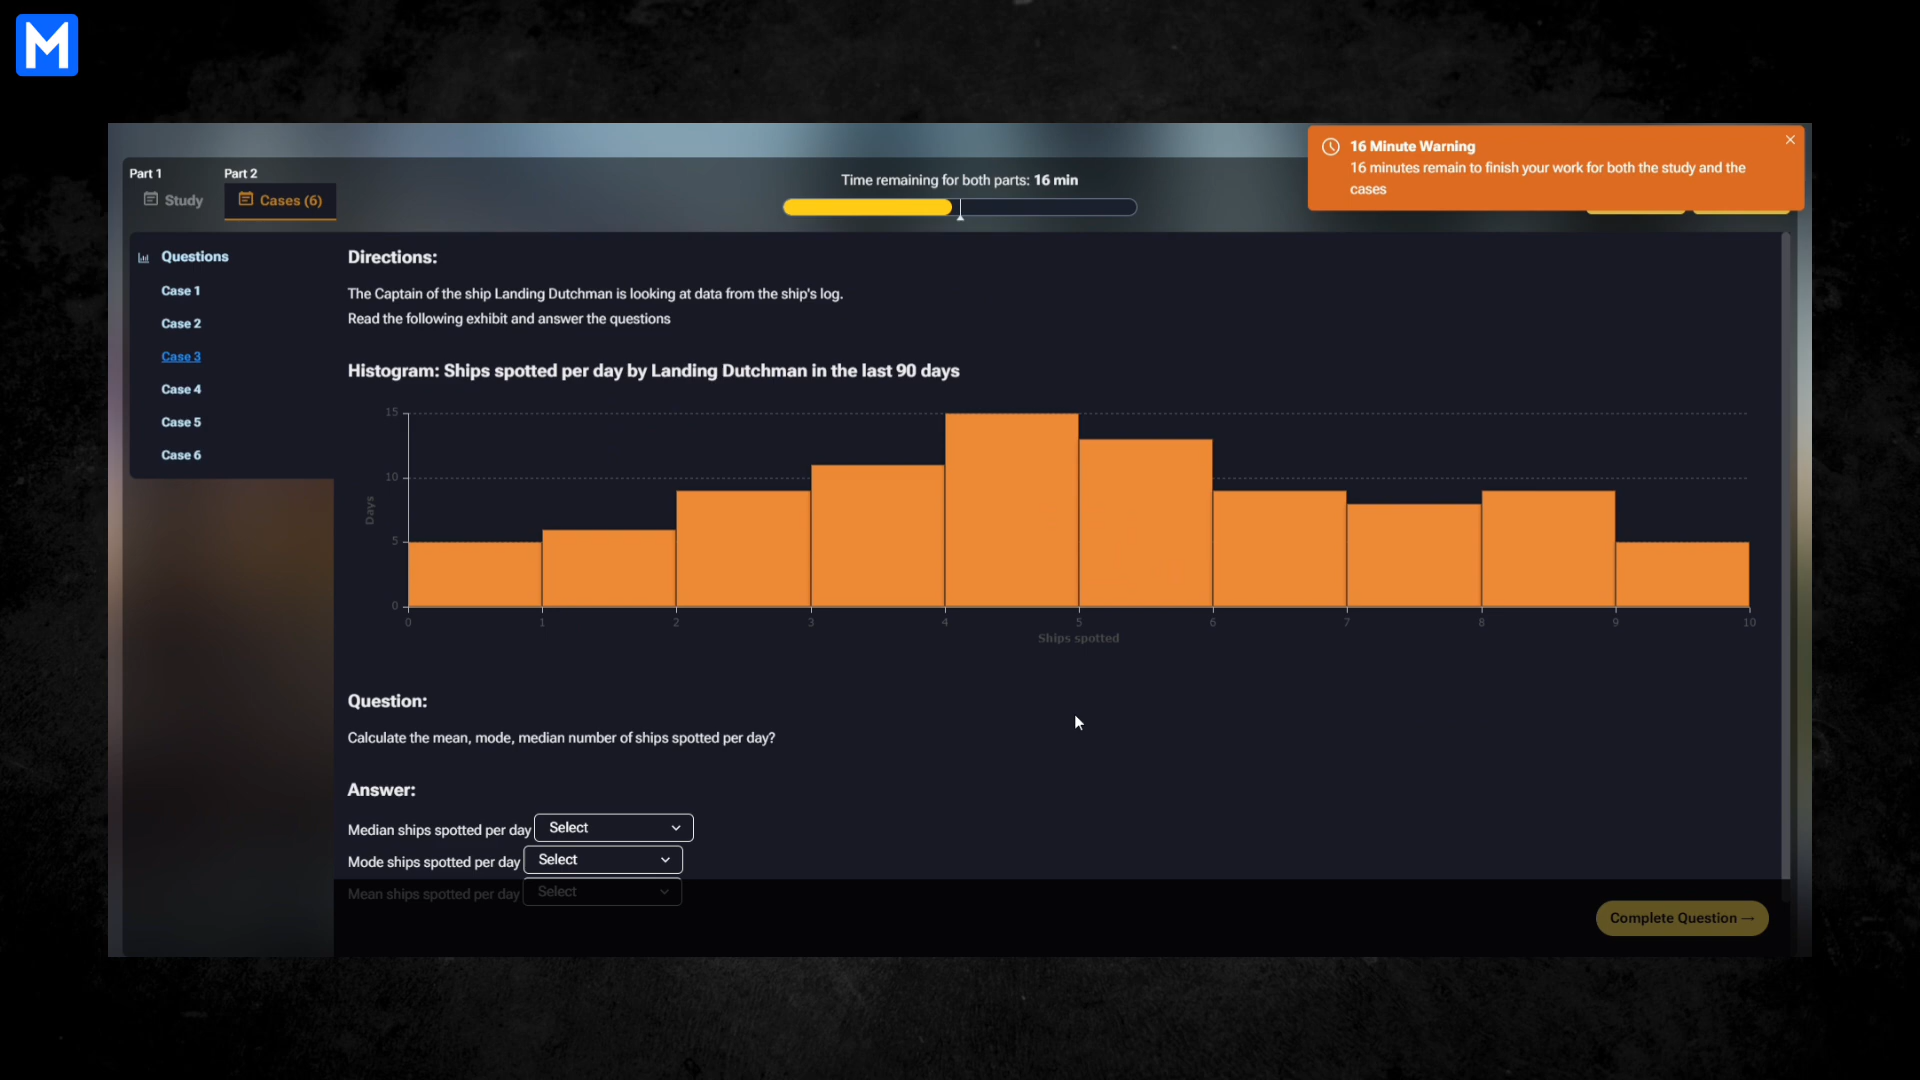 M
Part 1
Part 2
Study
Cases (6)
Time remaining for both parts: 16 min
16 Minute Warning
16 minutes remain to finish your work for both the study and the
cases
Questions
Case 1
Case 2
Case 3
Case 4
Case 5
Case 6
Directions:
The Captain of the ship Landing Dutchman is looking at data from the ship's log.
Read the following exhibit and answer the questions
Histogram: Ships spotted per day by Landing Dutchman in the last 90 days
15
10
5
0
Days
0 1 2 3 4 5 6 7 8 9 10
Ships spotted
Question:
Calculate the mean, mode, median number of ships spotted per day?
Answer:
Median ships spotted per day Select
Mode ships spotted per day Select
Mean ships spotted per day Select
Complete Question →